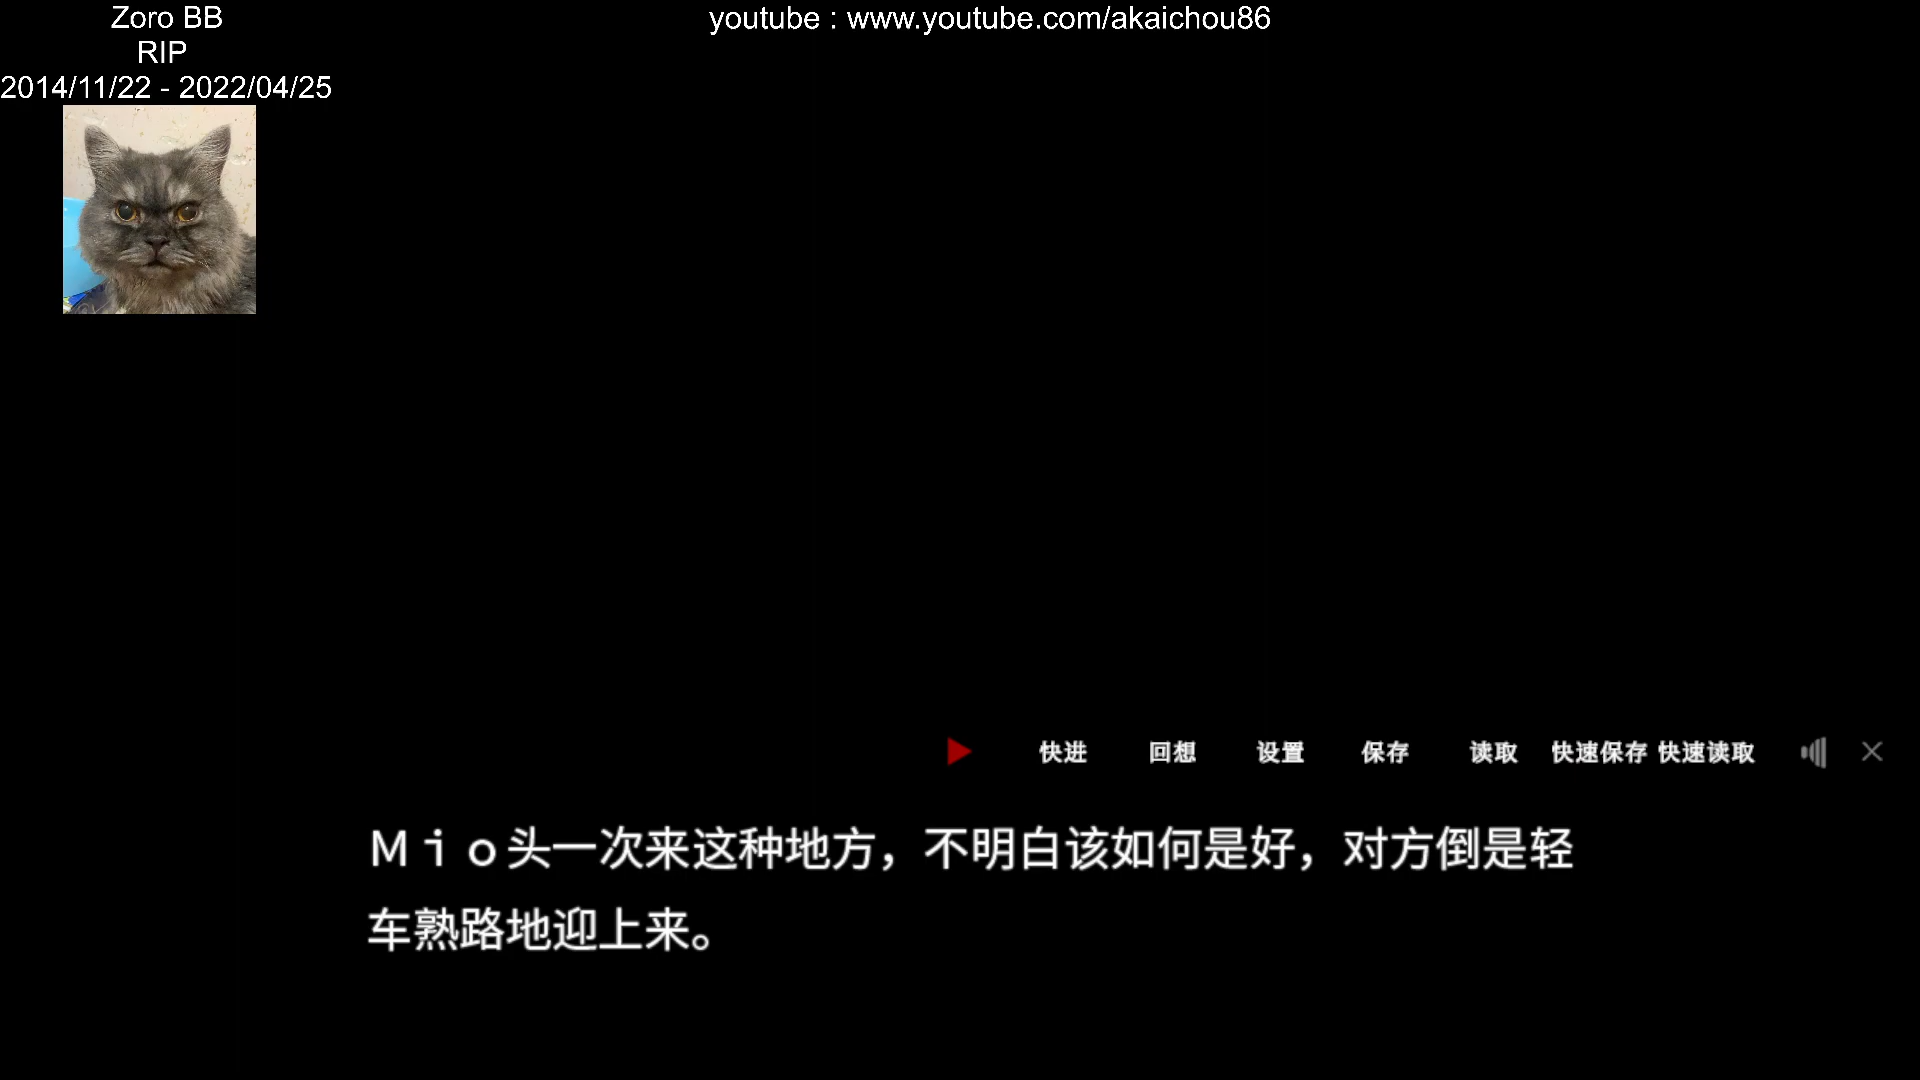 Zoro BB
RIP
2014/11/22 - 2022/04/25
youtube : www.youtube.com/akaichou86
快进 回想 设置 保存 读取 快速保存 快速读取
Ｍｉｏ头一次来这种地方，不明白该如何是好，对方倒是轻
车熟路地迎上来。